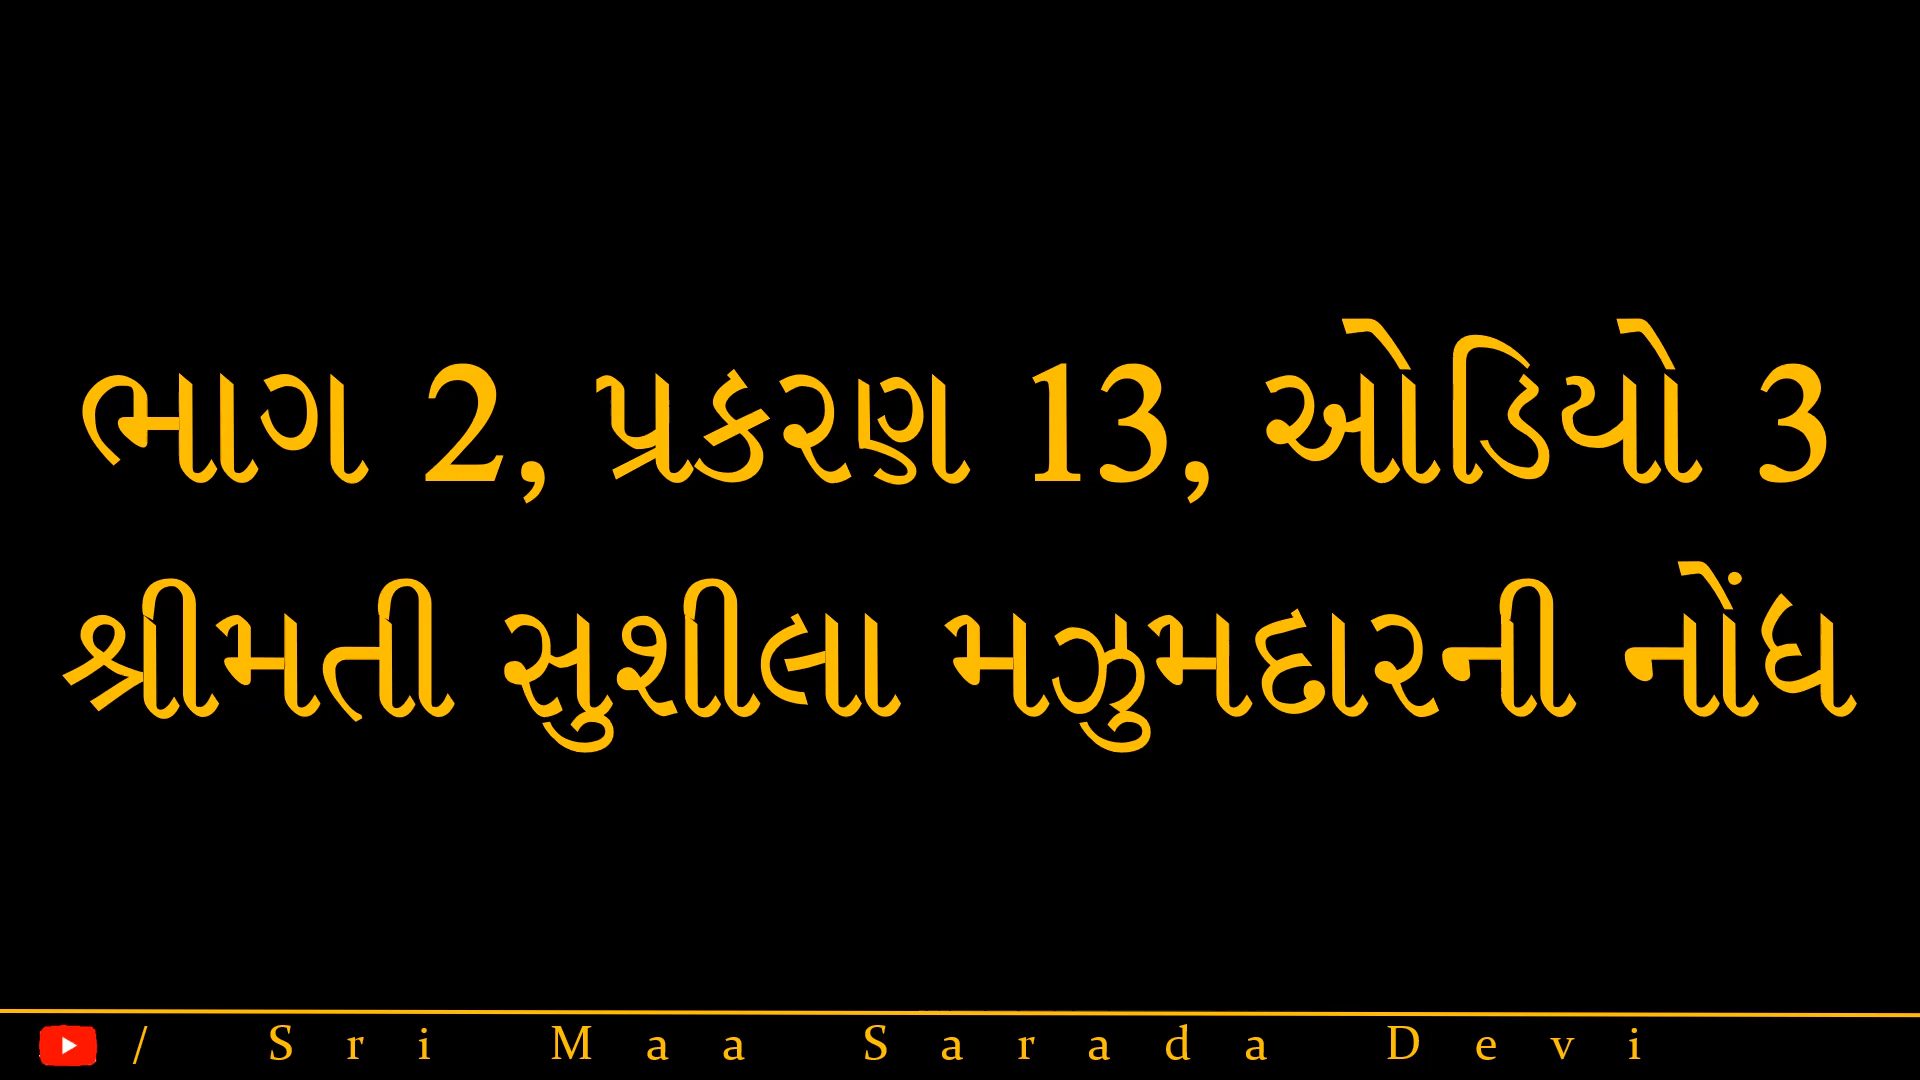 ભાગ 2, પ્રકરણ 13, ઓડિયો 3
શ્રીમતી સુશીલા મઝુમદારની નોંધ
/ Sri Maa Sarada Devi